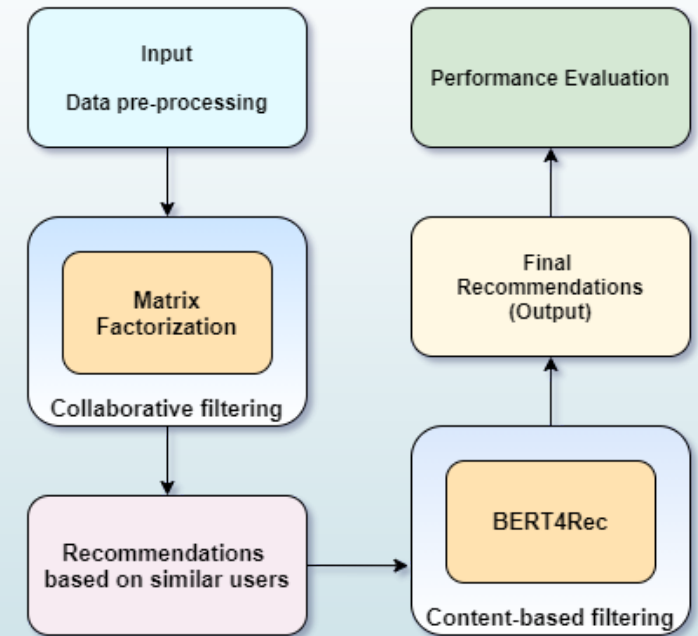 Input
Data pre-processing
Matrix
Factorization
Collaborative filtering
Recommendations
based on similar users
BERT4Rec
Content-based filtering
Final
Recommendations
(Output)
Performance Evaluation